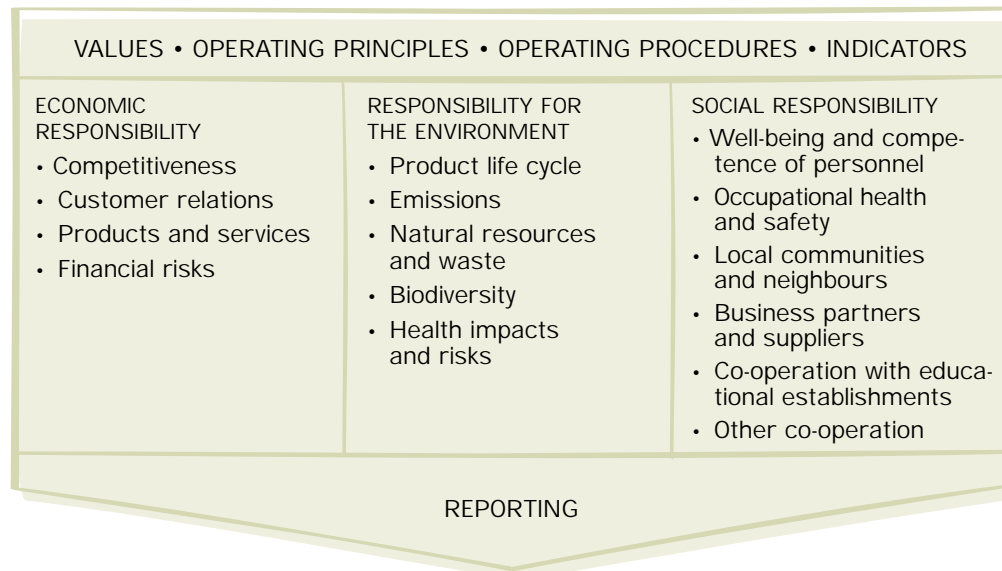 VALUES • OPERATING PRINCIPLES • OPERATING PROCEDURES • INDICATORS
ECONOMIC
RESPONSIBILITY
• Competitiveness
• Customer relations
• Products and services
• Financial risks
RESPONSIBILITY FOR
THE ENVIRONMENT
• Product life cycle
• Emissions
• Natural resources
and waste
• Biodiversity
• Health impacts
and risks
SOCIAL RESPONSIBILITY
• Well-being and compe-
tence of personnel
• Occupational health
and safety
• Local communities
and neighbours
• Business partners
and suppliers
• Co-operation with educa-
tional establishments
• Other co-operation
REPORTING